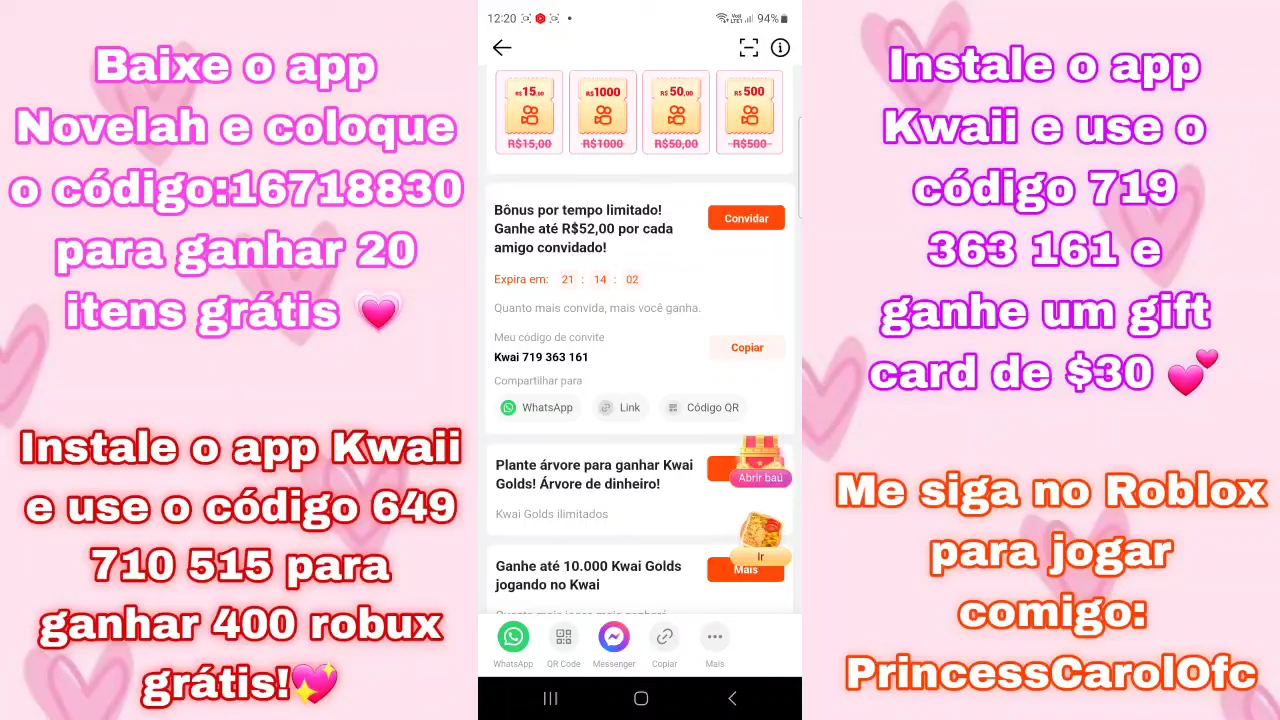 Baixe o app
Novelah e coloque
o código:16718830
para ganhar 20
itens grátis 💗
Instale o app Kwaii
e use o código 649
710 515 para
ganhar 400 robux
grátis!💖
12:20
94%
R$15,00 R$1000 R$50,00 R$500
R$15,00 R$1000 R$50,00 R$500
Bônus por tempo limitado!
Ganhe até R$52,00 por cada
amigo convidado!
Convidar
Expira em: 21 : 14 : 02
Quanto mais convida, mais você ganha.
Meu código de convite
Kwai 719 363 161
Copiar
Compartilhar para
WhatsApp Link Código QR
Plante árvore para ganhar Kwai
Golds! Árvore de dinheiro!
Abrir baú
Kwai Golds ilimitados
Ir
Ganhe até 10.000 Kwai Golds
jogando no Kwai
Mais
WhatsApp QR Code Messenger Copiar Mais
Instale o app
Kwaii e use o
código 719
363 161 e
ganhe um gift
card de $30 💕
Me siga no Roblox
para jogar
comigo:
PrincessCarolOfc